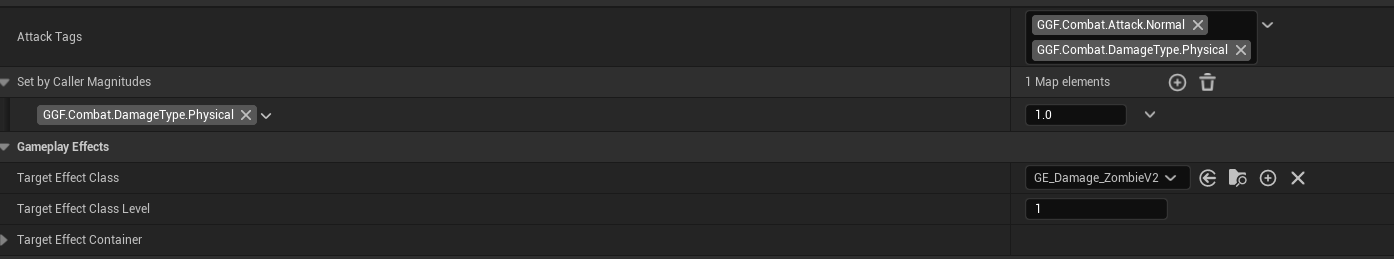 Attack Tags
GGF.Combat.Attack.Normal
GGF.Combat.DamageType.Physical
Set by Caller Magnitudes
1 Map elements
GGF.Combat.DamageType.Physical
1.0
Gameplay Effects
Target Effect Class
GE_Damage_ZombieV2
Target Effect Class Level
1
Target Effect Container